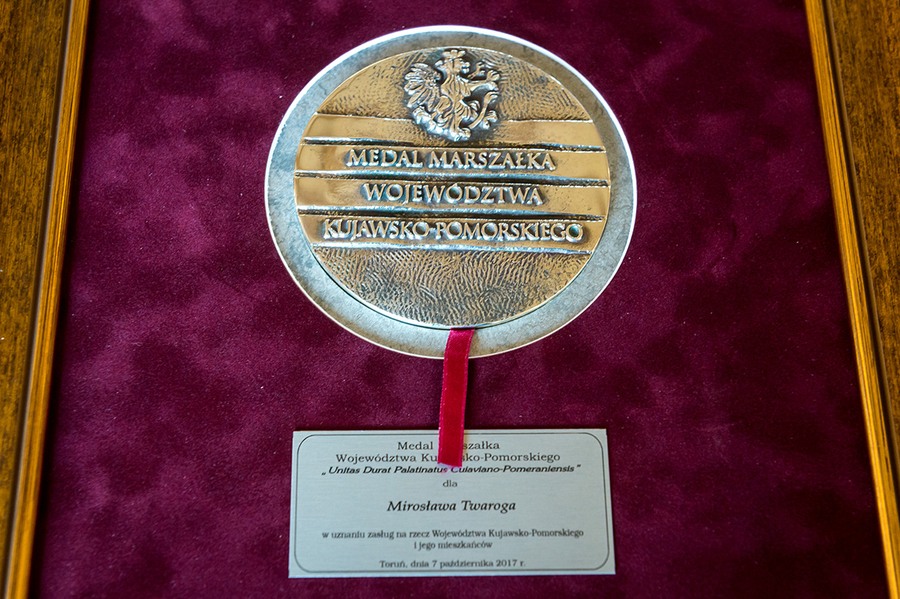 MEDAL MARSZAŁKA
WOJEWÓDZTWA
KUJAWSKO-POMORSKIEGO
Medal Marszałka
Województwa Kujawsko-Pomorskiego
„Unitas Durat Palatinatus Cuiaviano-Pomeraniensis”
dla
Mirosława Twaroga
w uznaniu zasług na rzecz Województwa Kujawsko-Pomorskiego
i jego mieszkańców
Toruń, dnia 7 października 2017 r.